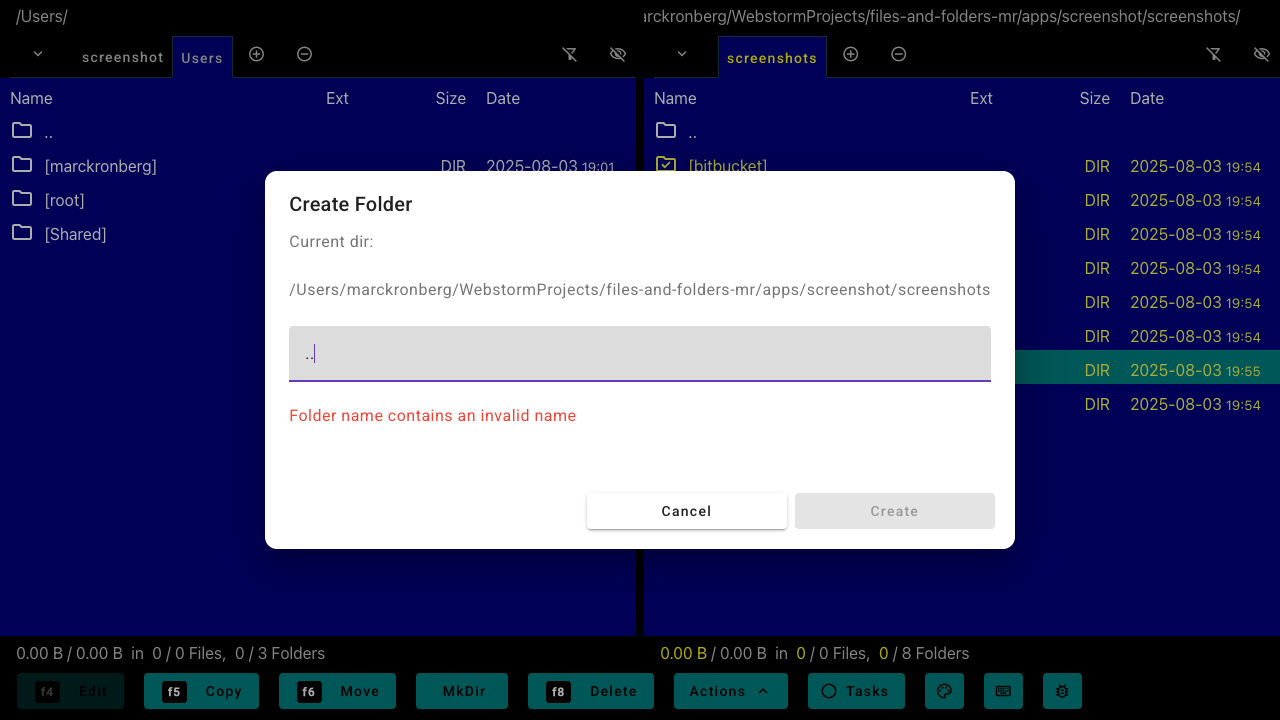 /Users/
arckronberg/WebstormProjects/files-and-folders-mr/apps/screenshot/screenshots/
screenshot Users
screenshots
Name Ext Size Date
Name Ext Size Date
..
..
[marckronberg] DIR 2025-08-03 19:01
[bitbucket] DIR 2025-08-03 19:54
[root]
DIR 2025-08-03 19:54
[Shared]
DIR 2025-08-03 19:54
DIR 2025-08-03 19:54
DIR 2025-08-03 19:54
DIR 2025-08-03 19:54
DIR 2025-08-03 19:55
DIR 2025-08-03 19:54
Create Folder
Current dir:
/Users/marckronberg/WebstormProjects/files-and-folders-mr/apps/screenshot/screenshots
..
Folder name contains an invalid name
Cancel Create
0.00 B / 0.00 B in 0 / 0 Files, 0 / 3 Folders
0.00 B / 0.00 B in 0 / 0 Files, 0 / 8 Folders
f4 Edit f5 Copy f6 Move MkDir f8 Delete Actions Tasks